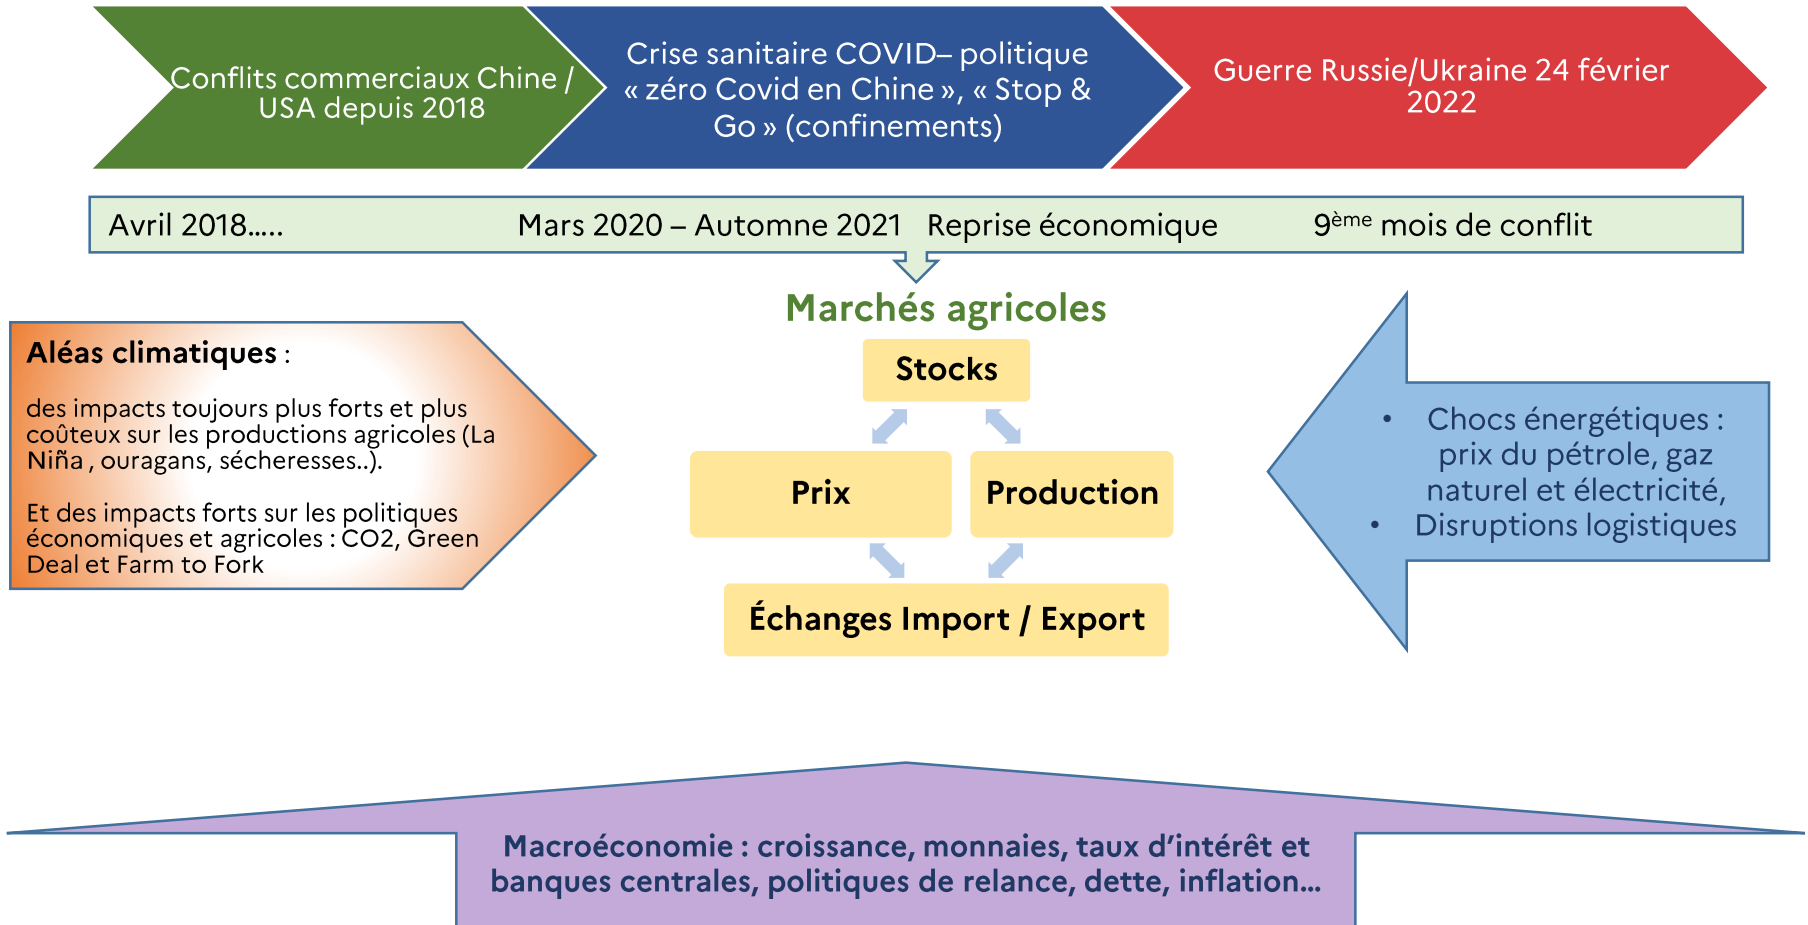 Conflits commerciaux Chine /
USA depuis 2018
Crise sanitaire COVID– politique
« zéro Covid en Chine », « Stop &
Go » (confinements)
Guerre Russie/Ukraine 24 février
2022
Avril 2018..... Mars 2020 – Automne 2021 Reprise économique 9ème mois de conflit
Marchés agricoles
Aléas climatiques :
des impacts toujours plus forts et plus
coûteux sur les productions agricoles (La
Niña , ouragans, sécheresses..).
Et des impacts forts sur les politiques
économiques et agricoles : CO2, Green
Deal et Farm to Fork
Stocks
Prix
Production
Échanges Import / Export
• Chocs énergétiques :
prix du pétrole, gaz
naturel et électricité,
• Disruptions logistiques
Macroéconomie : croissance, monnaies, taux d’intérêt et
banques centrales, politiques de relance, dette, inflation...